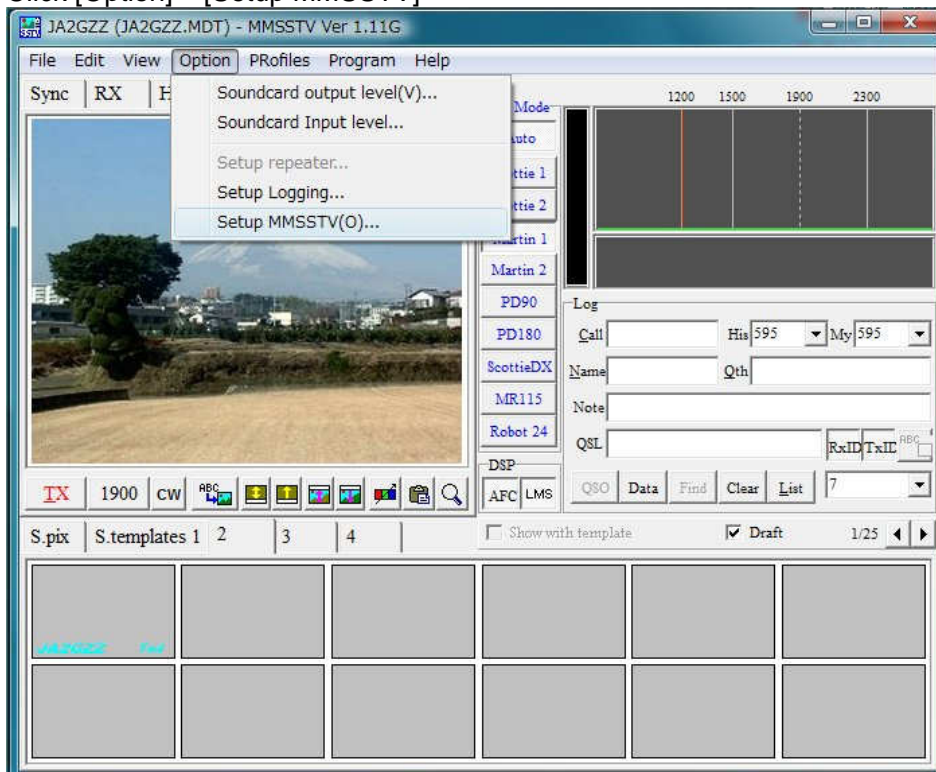 Click [Option] - [Setup MMSSTV]
JA2GZZ (JA2GZZ.MDT) - MMSSTV Ver 1.11G
File Edit View Option PRofiles Program Help
Sync RX H
Soundcard output level(V)...
Soundcard Input level...
Setup repeater...
Setup Logging...
Setup MMSSTV(O)...
Mode
Auto
ttie 1
ttie 2
Martin 1
Martin 2
PD90
PD180
ScottieDX
MR115
Robot 24
DSP
AFC LMS
1200 1500 1900 2300
Log
Call His 595 My 595
Name Qth
Note
QSL RxID TxID ABC
QSO Data Find Clear List 7
TX 1900 CW ABC
S.pix S.templates 1 2 3 4
Show with template Draft 1/25
JA2GZZ